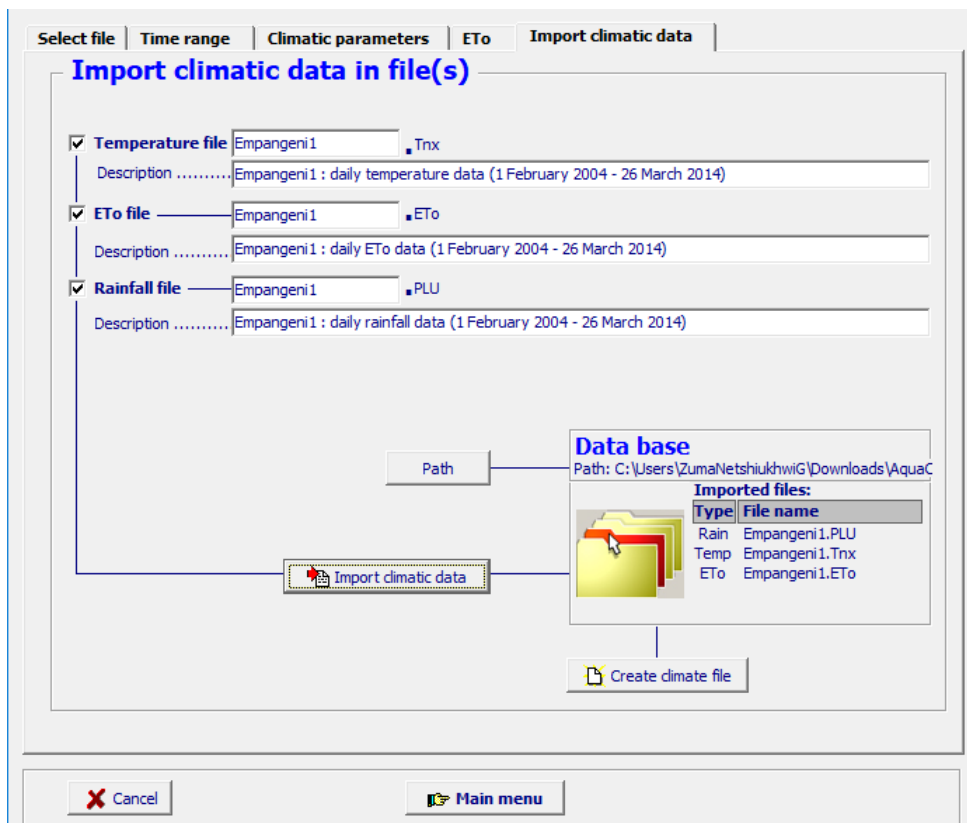 Select file Time range Climatic parameters ETo Import climatic data
Import climatic data in file(s)
Temperature file Empangeni1 .Tnx
Description .......... Empangeni1 : daily temperature data (1 February 2004 - 26 March 2014)
ETo file Empangeni1 .ETo
Description .......... Empangeni1 : daily ETo data (1 February 2004 - 26 March 2014)
Rainfall file Empangeni1 .PLU
Description .......... Empangeni1 : daily rainfall data (1 February 2004 - 26 March 2014)
Data base
Path Path: C:\Users\ZumaNetshiukhwiG\Downloads\AquaC
Imported files:
Type File name
Rain Empangeni1.PLU
Temp Empangeni1.Tnx
Import climatic data ETo Empangeni1.ETo
Create climate file
Cancel Main menu